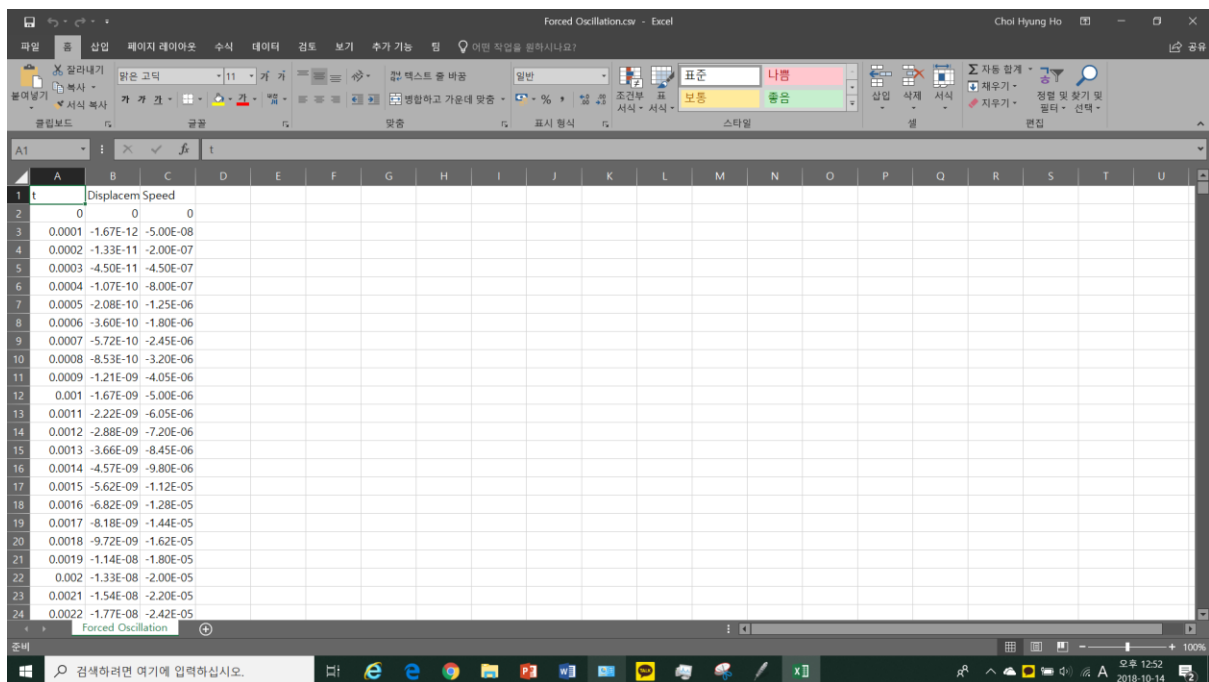 Forced Oscillation.csv - Excel
Choi Hyung Ho
파일 홈 삽입 페이지 레이아웃 수식 데이터 검토 보기 추가 기능 팀 어떤 작업을 원하시나요? 공유
붙여넣기
잘라내기
복사
서식 복사
클립보드
맑은 고딕 11
가 가 가
글꼴
텍스트 줄 바꿈
병합하고 가운데 맞춤
맞춤
일반
표시 형식
조건부 서식
표 서식
표준 나쁨
보통 좋음
스타일
삽입 삭제 서식
셀
자동 합계
채우기
지우기
정렬 및 필터
찾기 및 선택
편집
A1 fx t
A B C D E F G H I J K L M N O P Q R S T U
1 t Displacem Speed
2 0 0 0
3 0.0001 -1.67E-12 -5.00E-08
4 0.0002 -1.33E-11 -2.00E-07
5 0.0003 -4.50E-11 -4.50E-07
6 0.0004 -1.07E-10 -8.00E-07
7 0.0005 -2.08E-10 -1.25E-06
8 0.0006 -3.60E-10 -1.80E-06
9 0.0007 -5.72E-10 -2.45E-06
10 0.0008 -8.53E-10 -3.20E-06
11 0.0009 -1.21E-09 -4.05E-06
12 0.001 -1.67E-09 -5.00E-06
13 0.0011 -2.22E-09 -6.05E-06
14 0.0012 -2.88E-09 -7.20E-06
15 0.0013 -3.66E-09 -8.45E-06
16 0.0014 -4.57E-09 -9.80E-06
17 0.0015 -5.62E-09 -1.12E-05
18 0.0016 -6.82E-09 -1.28E-05
19 0.0017 -8.18E-09 -1.44E-05
20 0.0018 -9.72E-09 -1.62E-05
21 0.0019 -1.14E-08 -1.80E-05
22 0.002 -1.33E-08 -2.00E-05
23 0.0021 -1.54E-08 -2.20E-05
24 0.0022 -1.77E-08 -2.42E-05
Forced Oscillation
준비
100%
검색하려면 여기에 입력하십시오.
A
오후 12:52
2018-10-14